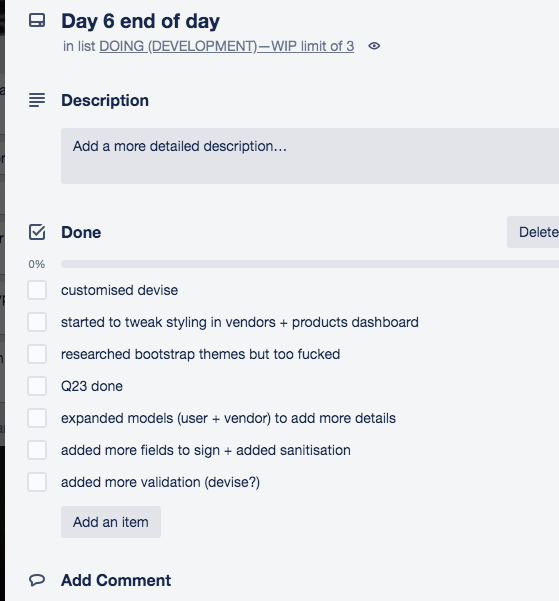 Day 6 end of day
in list DOING (DEVELOPMENT)—WIP limit of 3
Description
Add a more detailed description…
Done
Delete
0%
customised devise
started to tweak styling in vendors + products dashboard
researched bootstrap themes but too fucked
Q23 done
expanded models (user + vendor) to add more details
added more fields to sign + added sanitisation
added more validation (devise?)
Add an item
Add Comment